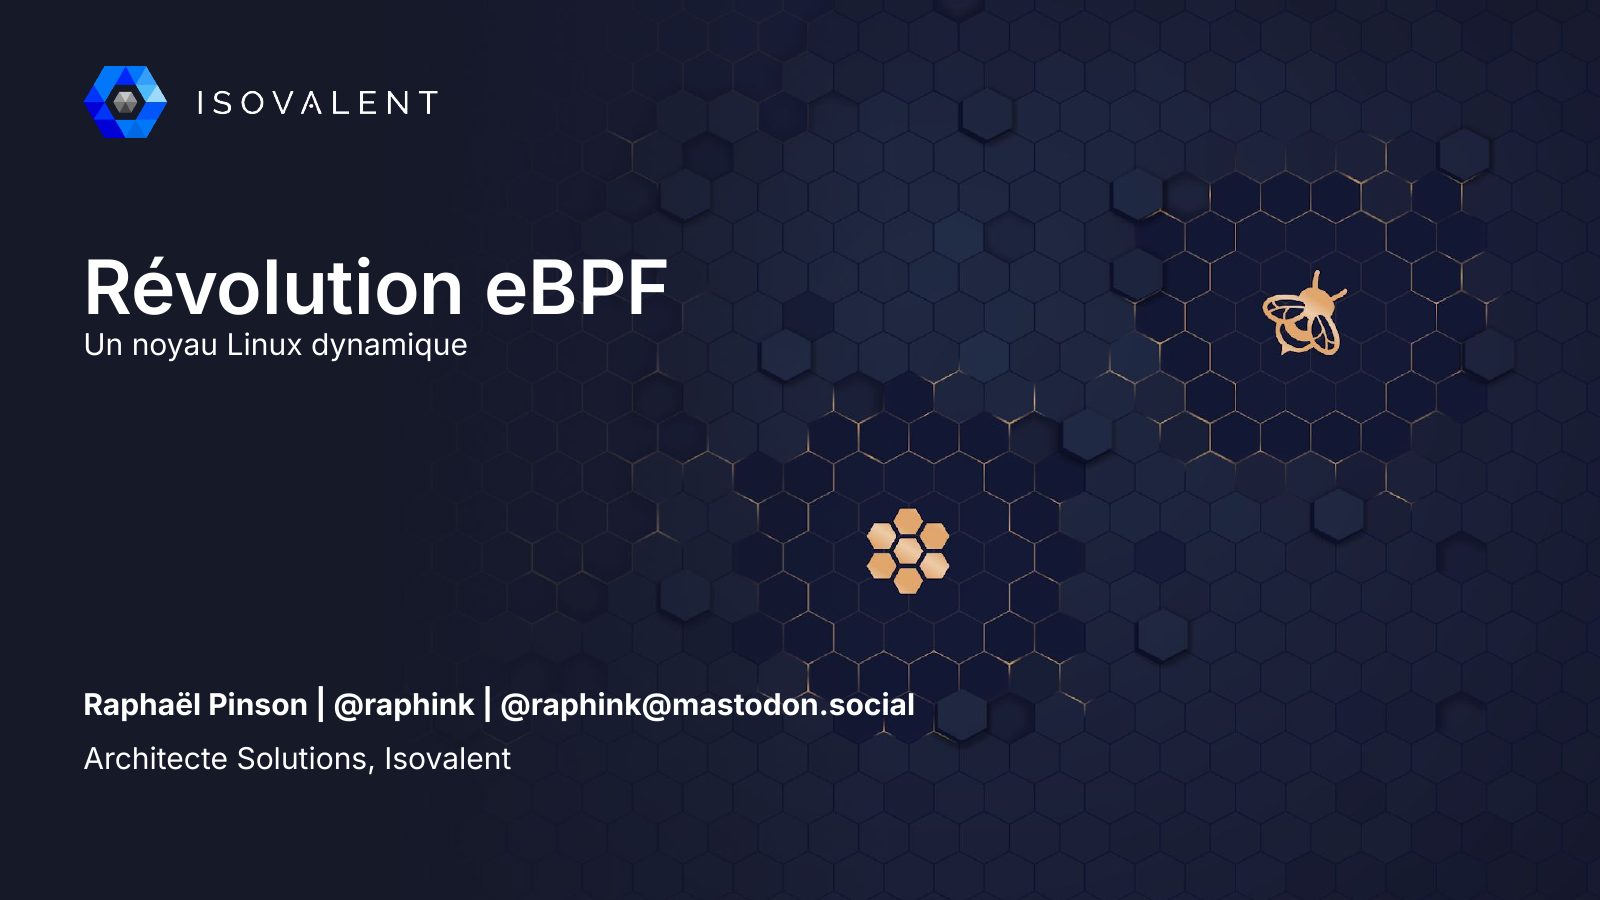 ISOVALENT
Révolution eBPF
Un noyau Linux dynamique
Raphaël Pinson | @raphink | @raphink@mastodon.social
Architecte Solutions, Isovalent